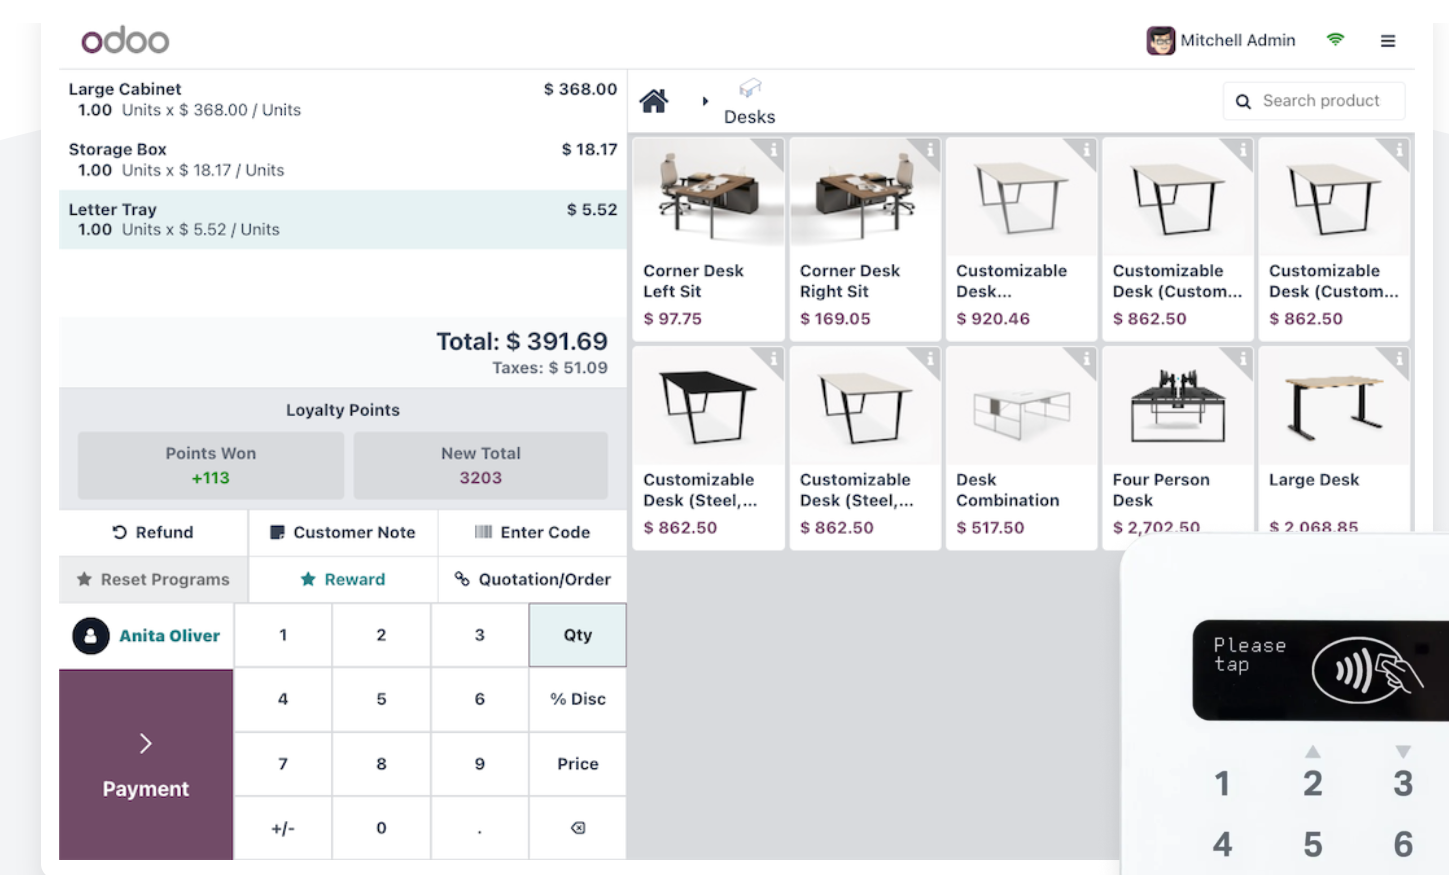 odoo
Mitchell Admin
Large Cabinet $ 368.00
1.00 Units x $ 368.00 / Units
Storage Box $ 18.17
1.00 Units x $ 18.17 / Units
Letter Tray $ 5.52
1.00 Units x $ 5.52 / Units
Total: $ 391.69
Taxes: $ 51.09
Loyalty Points
Points Won
+113
New Total
3203
Refund
Customer Note
Enter Code
Reset Programs
Reward
Quotation/Order
Anita Oliver
1 2 3 Qty
4 5 6 % Disc
7 8 9 Price
+/- 0 .
Payment
Desks
Search product
Corner Desk
Left Sit
$ 97.75
Corner Desk
Right Sit
$ 169.05
Customizable
Desk...
$ 920.46
Customizable
Desk (Custom...
$ 862.50
Customizable
Desk (Custom...
$ 862.50
Customizable
Desk (Steel,...
$ 862.50
Customizable
Desk (Steel,...
$ 862.50
Desk
Combination
$ 517.50
Four Person
Desk
$ 2,702.50
Large Desk
$ 2,068.85
Please
tap
1 2 3
4 5 6